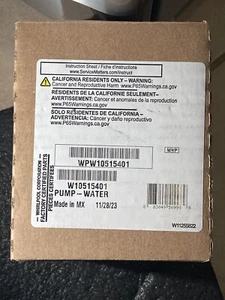 Instruction Sheet / Fiche d'instructions
www.ServiceMatters.com/instruct
CALIFORNIA RESIDENTS ONLY – WARNING:
Cancer and Reproductive Harm www.P65Warnings.ca.gov
RÉSIDENTS DE LA CALIFORNIE SEULEMENT–
AVERTISSEMENT: Cancer et anomalies de la reproduction
www.P65Warnings.ca.gov
SOLO RESIDENTES DE CALIFORNIA –
ADVERTENCIA: Cáncer y daño reproductivo
www.P65Warnings.ca.gov
WHP
WPW10515401
WHIRLPOOL CORPORATION
FACTORY CERTIFIED PARTS
PIÈCES CERTIFIÉES
W10515401
PUMP-WATER
Made in MX 11/28/23
W11255022